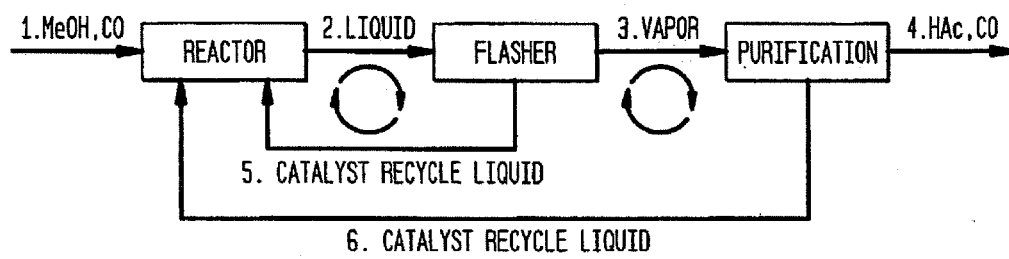 1.MeOH,CO
REACTOR
2.LIQUID
FLASHER
3.VAPOR
PURIFICATION
4.HAc,CO
5. CATALYST RECYCLE LIQUID
6. CATALYST RECYCLE LIQUID